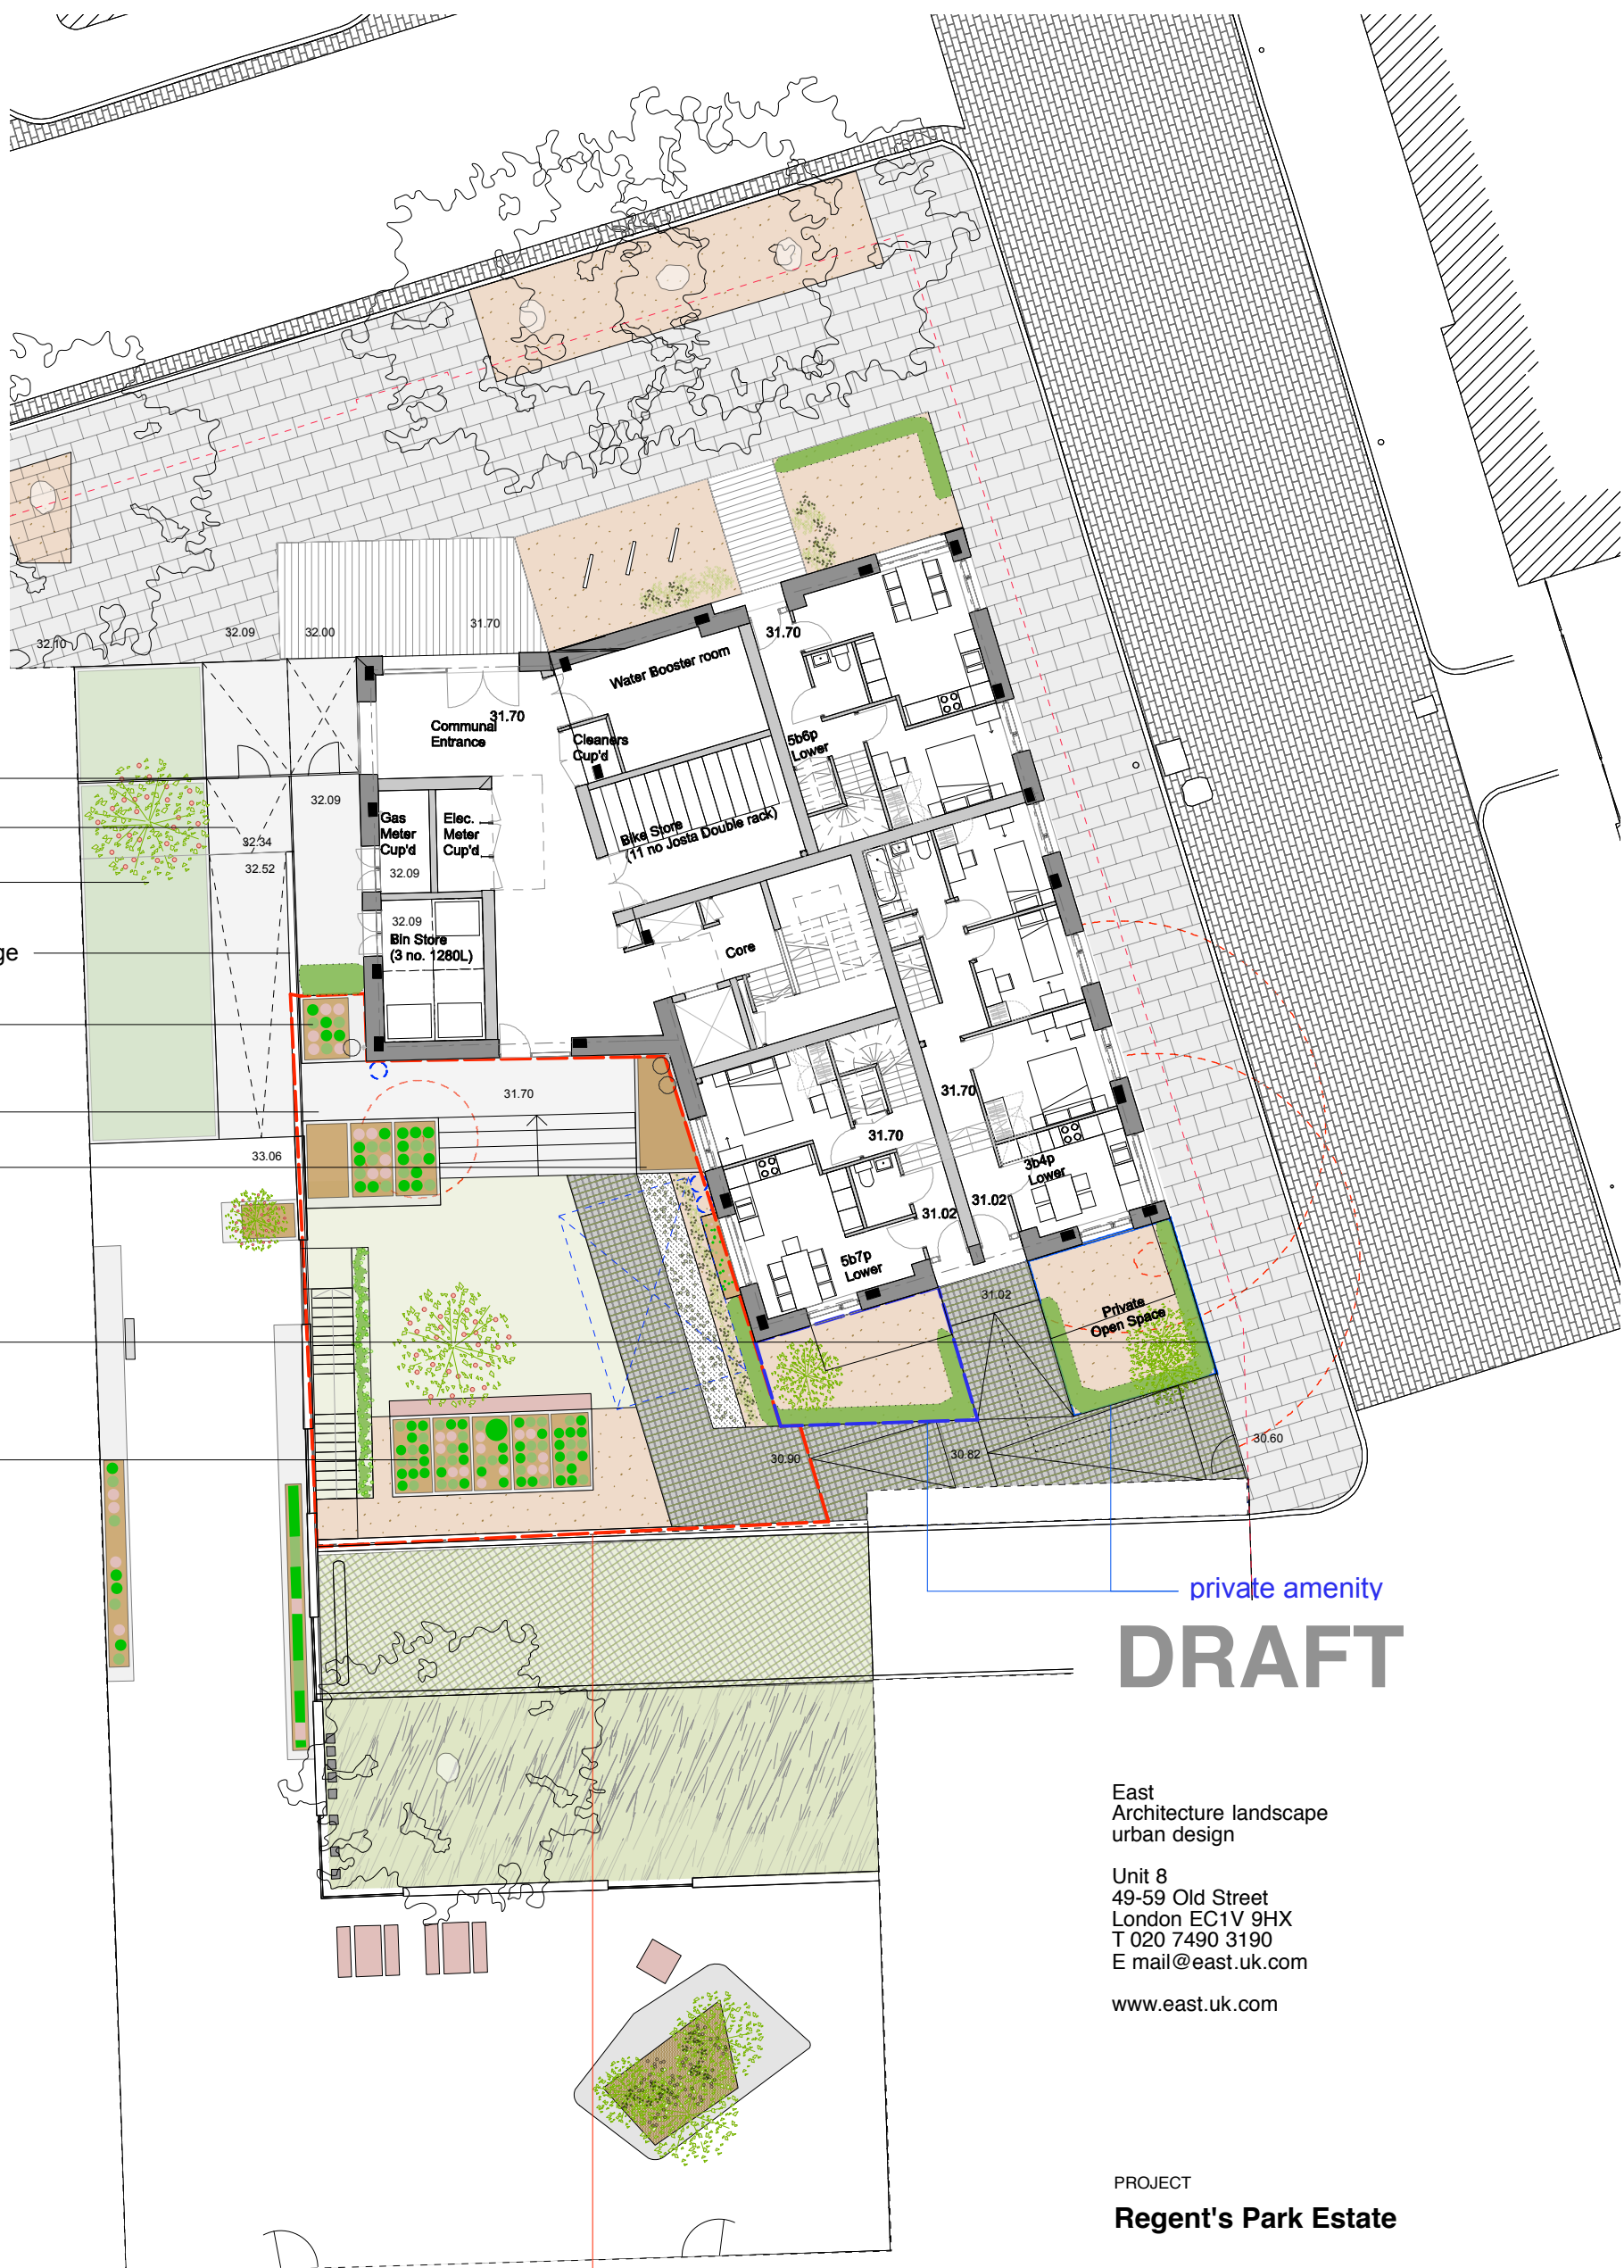 32.10
32.09
32.00
31.70
31.70
Water Booster room
Communal
Entrance
31.70
Cleaners
Cup'd
5b6p
Lower
32.09
Gas
Meter
Cup'd
Elec.
Meter
Cup'd
Bike Store
(11 no Josta Double rack)
32.34
32.52
32.09
32.09
Bin Store
(3 no. 1280L)
Core
ge
31.70
31.70
31.70
33.06
3b4p
Lower
31.02
31.02
5b7p
Lower
31.02
Private
Open Space
30.90
30.82
30.60
private amenity
DRAFT
East
Architecture landscape
urban design
Unit 8
49-59 Old Street
London EC1V 9HX
T 020 7490 3190
E mail@east.uk.com
www.east.uk.com
PROJECT
Regent's Park Estate